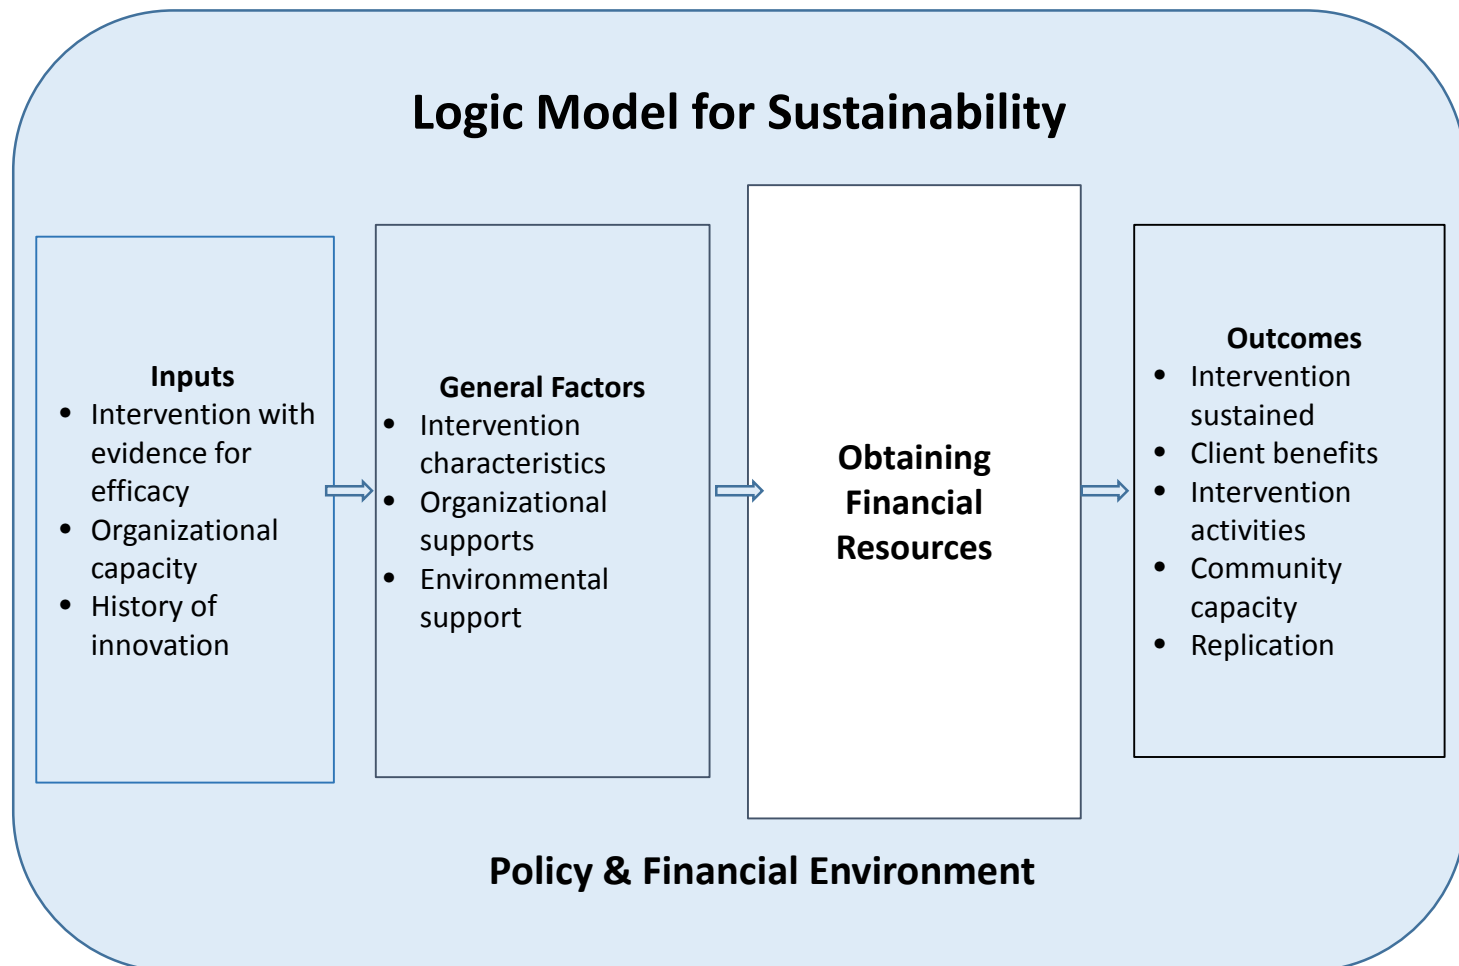 Logic Model for Sustainability
Inputs
• Intervention with
evidence for
efficacy
• Organizational
capacity
• History of
innovation
General Factors
• Intervention
characteristics
• Organizational
supports
• Environmental
support
Obtaining
Financial
Resources
Outcomes
• Intervention
sustained
• Client benefits
• Intervention
activities
• Community
capacity
• Replication
Policy & Financial Environment